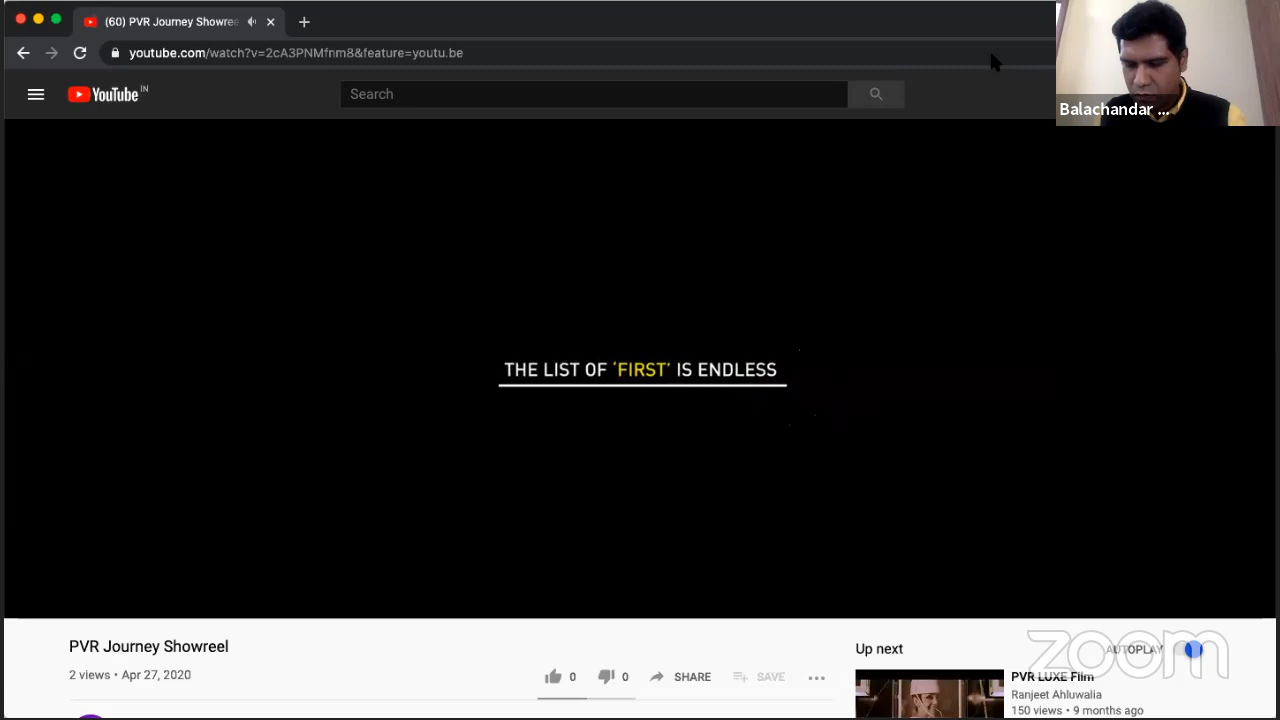 (60) PVR Journey Showree
youtube.com/watch?v=2cA3PNMfnm8&feature=youtu.be
YouTube IN
Search
Balachandar ...
THE LIST OF ‘FIRST’ IS ENDLESS
PVR Journey Showreel
2 views • Apr 27, 2020
0
0
SHARE
SAVE
Up next
AUTOPLAY
zoom
PVR LUXE Film
Ranjeet Ahluwalia
150 views • 9 months ago